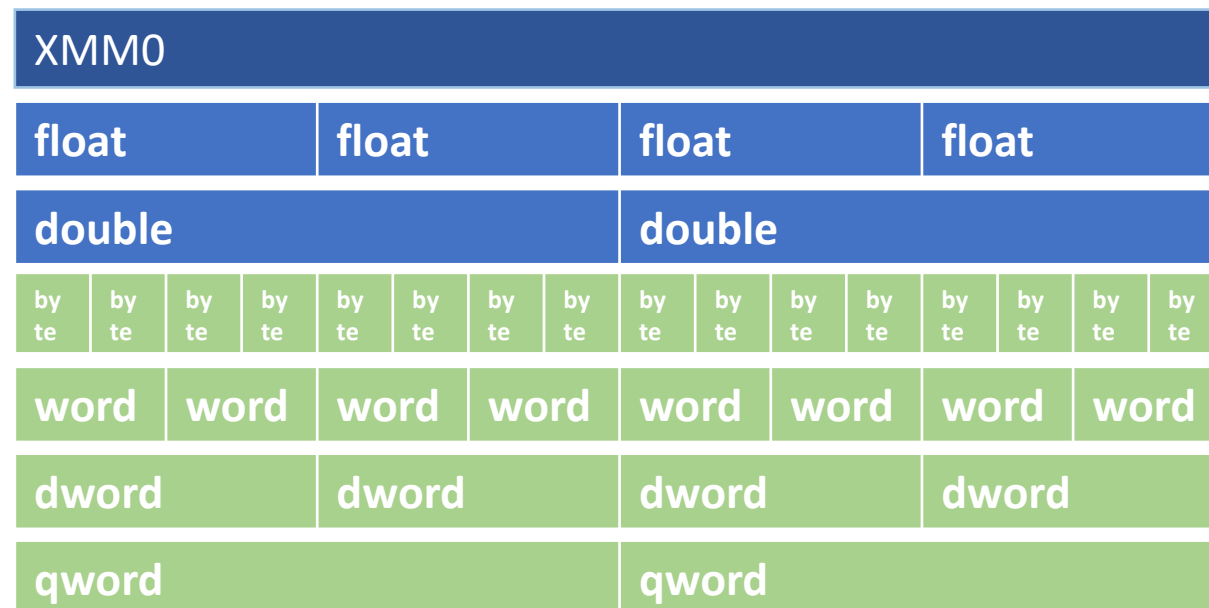 XMM0
float float float float
double double
by by by by by by by by by by by by by by by by
te te te te te te te te te te te te te te te te
word word word word word word word word
dword dword dword dword
qword qword